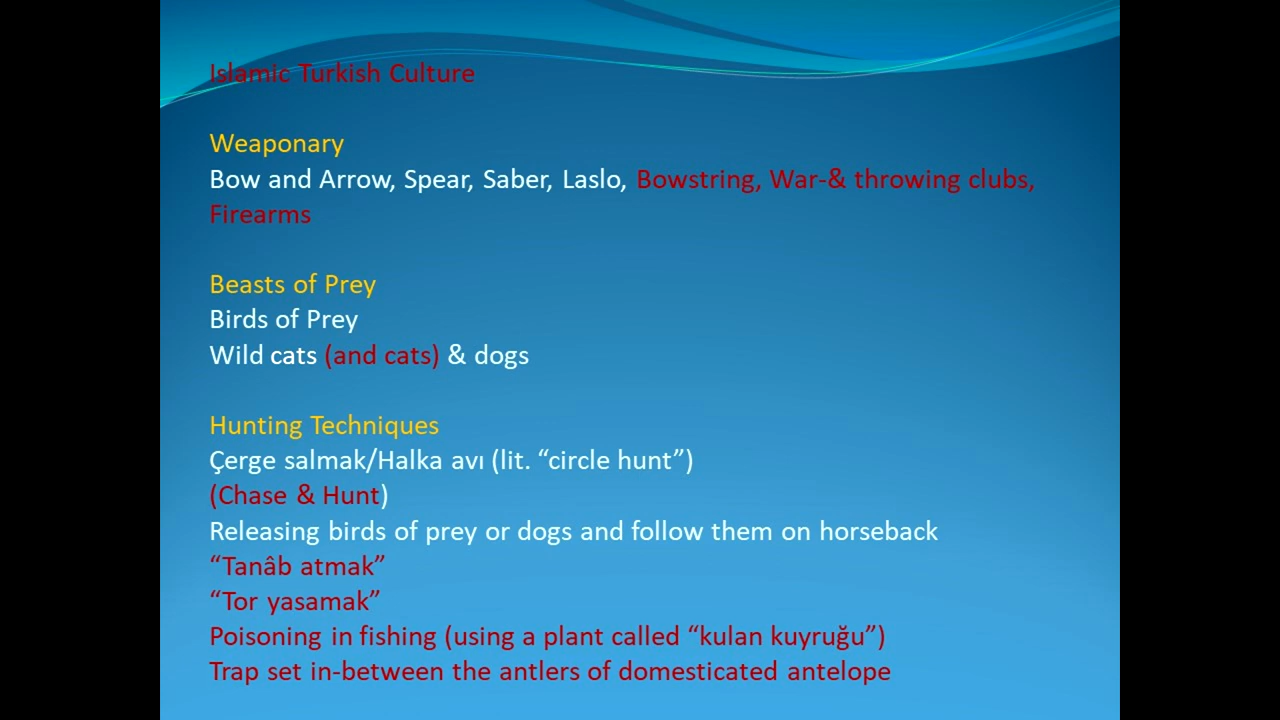 Islamic Turkish Culture
Weaponary
Bow and Arrow, Spear, Saber, Laslo, Bowstring, War-& throwing clubs,
Firearms
Beasts of Prey
Birds of Prey
Wild cats (and cats) & dogs
Hunting Techniques
Çerge salmak/Halka avı (lit. “circle hunt”)
(Chase & Hunt)
Releasing birds of prey or dogs and follow them on horseback
“Tanâb atmak”
“Tor yasamak”
Poisoning in fishing (using a plant called “kulan kuyruğu”)
Trap set in-between the antlers of domesticated antelope